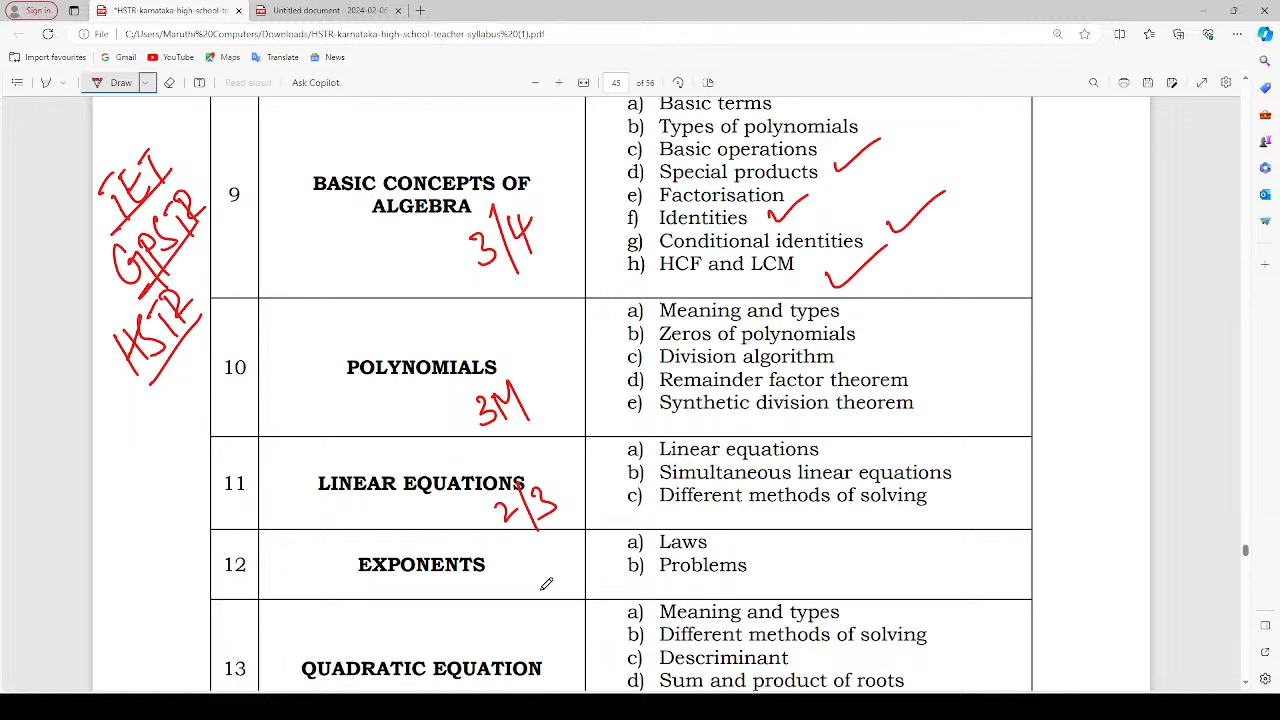 Sign in
*HSTR-karnataka-high-school-te
Untitled document - 2024-02-06
File
C:/Users/Maruthi%20Computers/Downloads/HSTR-karnataka-high-school-teacher-syllabus%20(1).pdf
Import favourites
Gmail
YouTube
Maps
Translate
News
Draw
Read aloud
Ask Copilot
45
of 56
TET
GPSTR
HSTR
9
BASIC CONCEPTS OF
ALGEBRA
3/4
a) Basic terms
b) Types of polynomials
c) Basic operations
d) Special products
e) Factorisation
f) Identities
g) Conditional identities
h) HCF and LCM
10
POLYNOMIALS
3M
a) Meaning and types
b) Zeros of polynomials
c) Division algorithm
d) Remainder factor theorem
e) Synthetic division theorem
11
LINEAR EQUATIONS
2/3
a) Linear equations
b) Simultaneous linear equations
c) Different methods of solving
12
EXPONENTS
a) Laws
b) Problems
13
QUADRATIC EQUATION
a) Meaning and types
b) Different methods of solving
c) Descriminant
d) Sum and product of roots